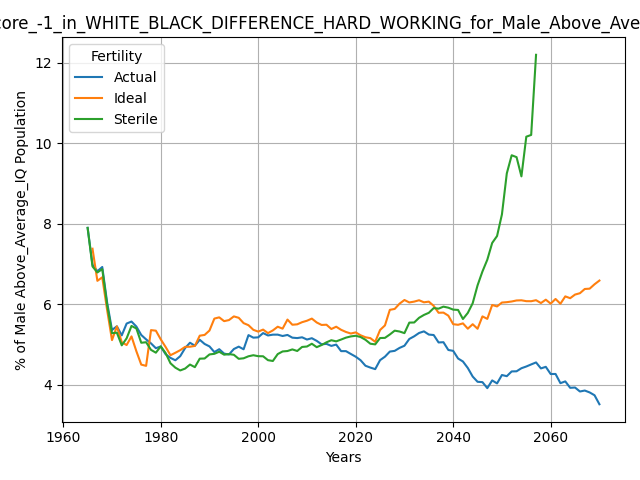 core_-1_in_WHITE_BLACK_DIFFERENCE_HARD_WORKING_for_Male_Above_Ave
Fertility
Actual
Ideal
Sterile
% of Male Above_Average_IQ Population
12
10
8
6
4
1960
1980
2000
2020
2040
2060
Years